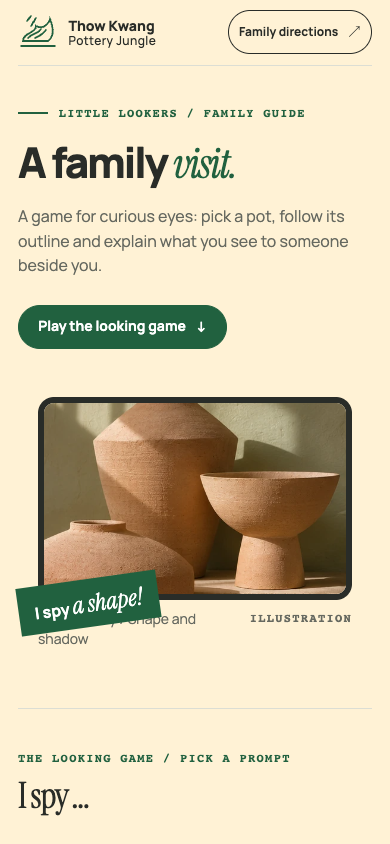 Thow Kwang
Pottery Jungle
Family directions ↗
LITTLE LOOKERS / FAMILY GUIDE
A family visit.
A game for curious eyes: pick a pot, follow its
outline and explain what you see to someone
beside you.
Play the looking game ↓
I spy a shape!
shape and
shadow
ILLUSTRATION
THE LOOKING GAME / PICK A PROMPT
I spy …